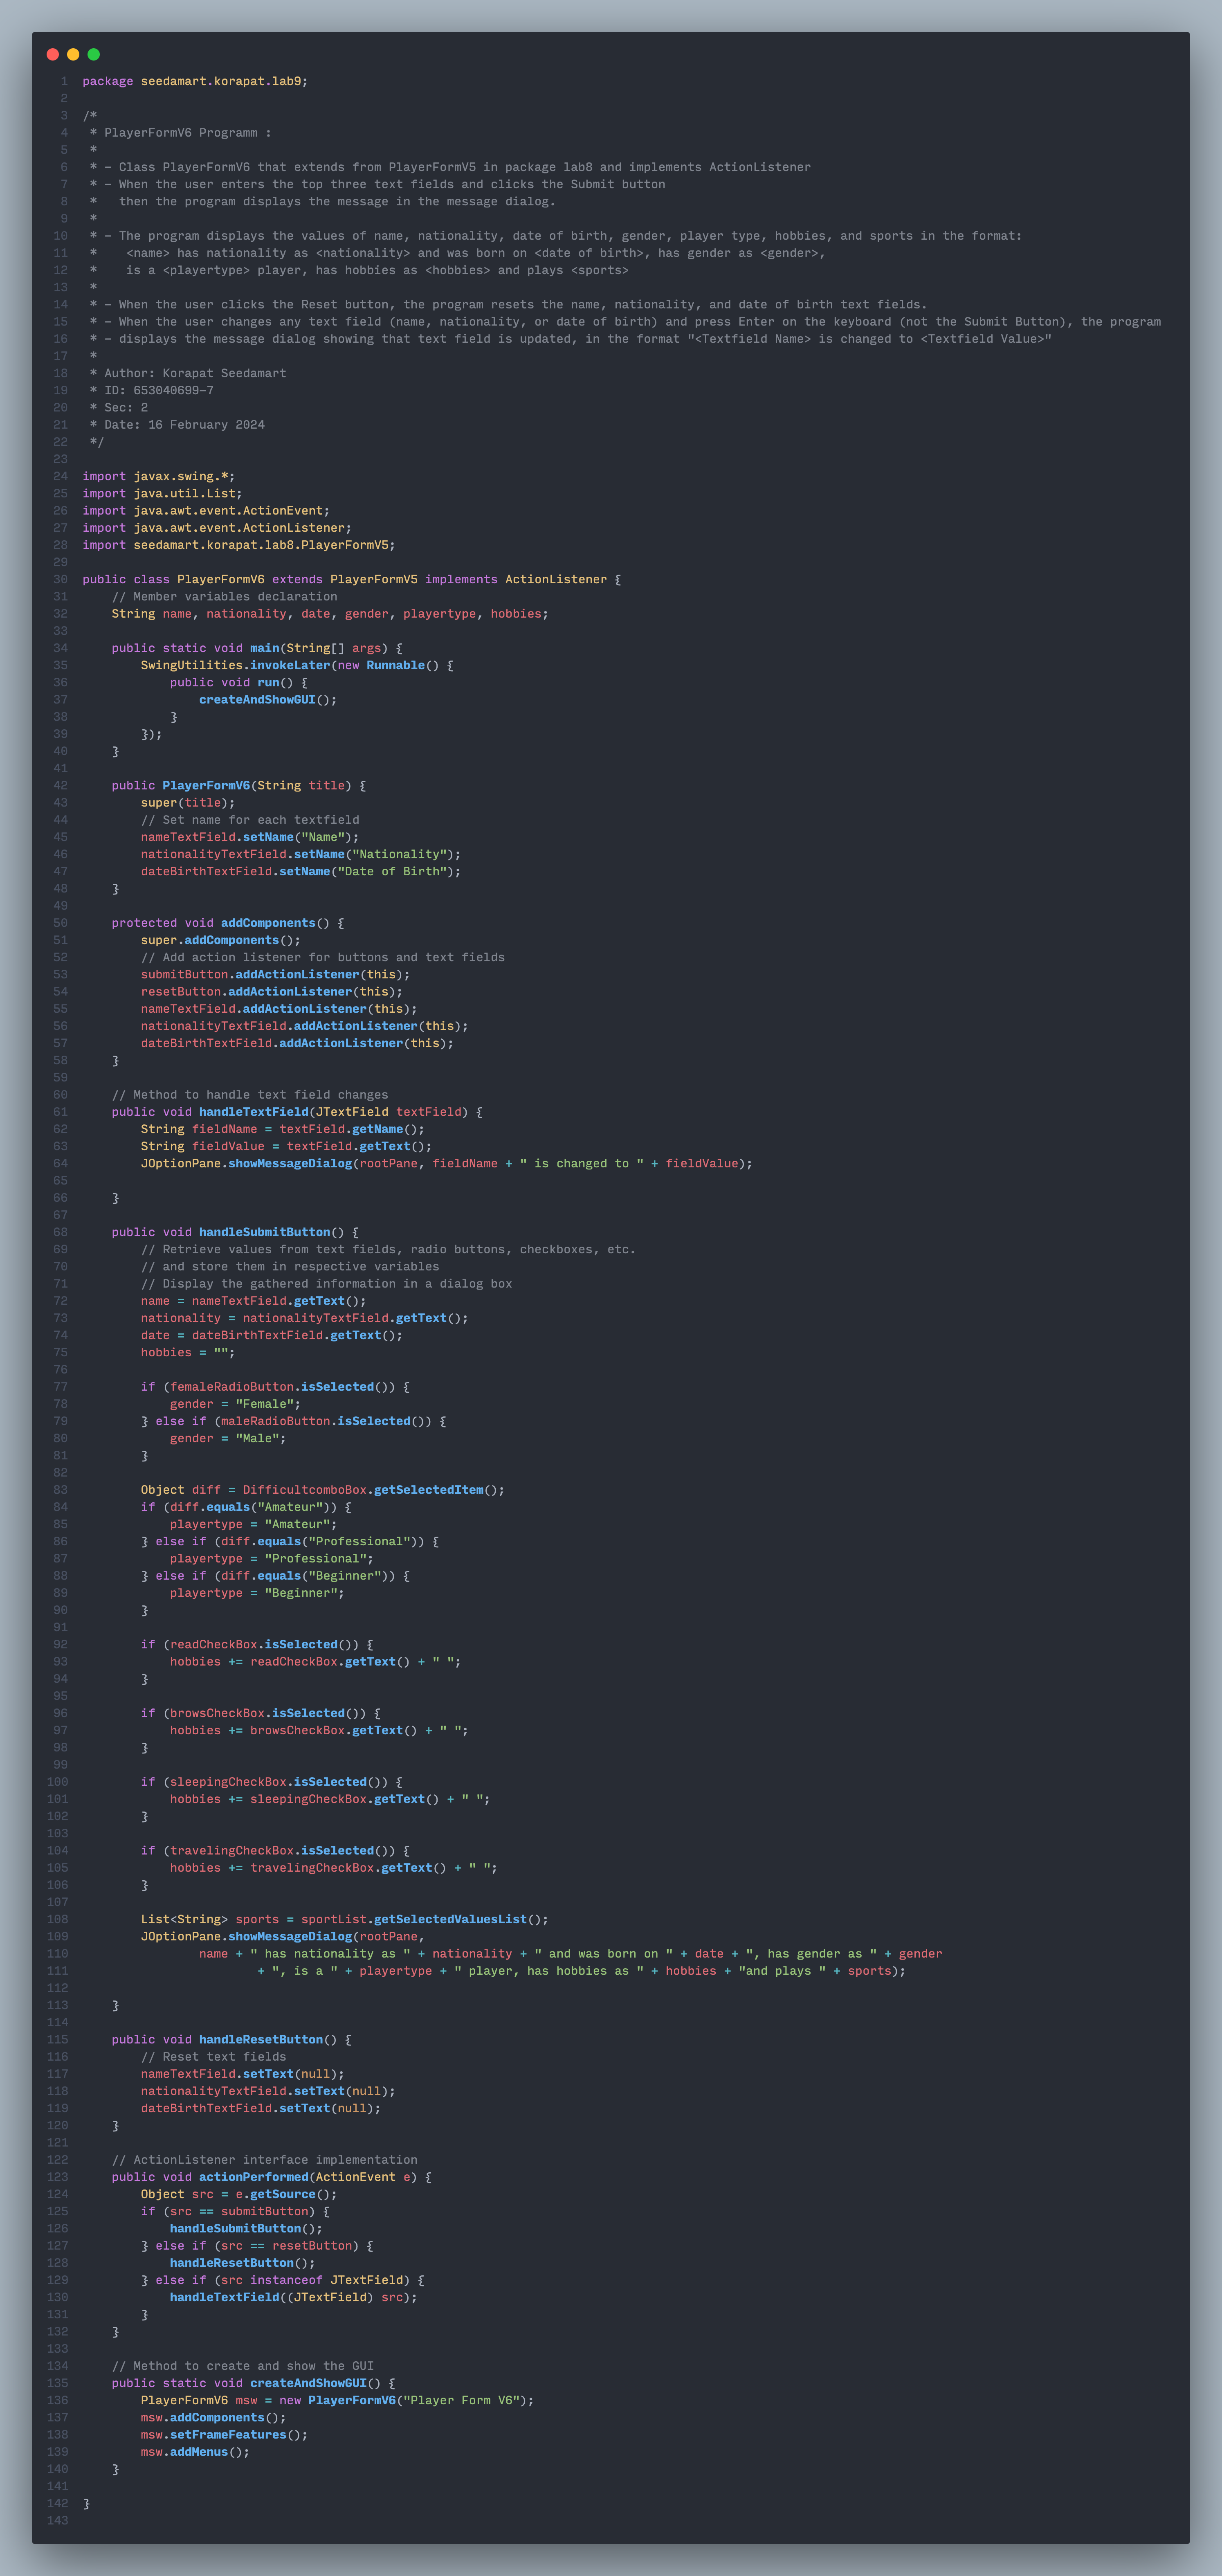 1 package seedamart.korapat.lab9;
2
3 /*
4  * PlayerFormV6 Programm :
5  *
6  * - Class PlayerFormV6 that extends from PlayerFormV5 in package lab8 and implements ActionListener
7  * - When the user enters the top three text fields and clicks the Submit button
8  *   then the program displays the message in the message dialog.
9  *
10  * - The program displays the values of name, nationality, date of birth, gender, player type, hobbies, and sports in the format:
11  *    <name> has nationality as <nationality> and was born on <date of birth>, has gender as <gender>,
12  *    is a <playertype> player, has hobbies as <hobbies> and plays <sports>
13  *
14  * - When the user clicks the Reset button, the program resets the name, nationality, and date of birth text fields.
15  * - When the user changes any text field (name, nationality, or date of birth) and press Enter on the keyboard (not the Submit Button), the program
16  * - displays the message dialog showing that text field is updated, in the format "<Textfield Name> is changed to <Textfield Value>"
17  *
18  * Author: Korapat Seedamart
19  * ID: 653040699-7
20  * Sec: 2
21  * Date: 16 February 2024
22  */
23
24 import javax.swing.*;
25 import java.util.List;
26 import java.awt.event.ActionEvent;
27 import java.awt.event.ActionListener;
28 import seedamart.korapat.lab8.PlayerFormV5;
29
30 public class PlayerFormV6 extends PlayerFormV5 implements ActionListener {
31     // Member variables declaration
32     String name, nationality, date, gender, playertype, hobbies;
33
34     public static void main(String[] args) {
35         SwingUtilities.invokeLater(new Runnable() {
36             public void run() {
37                 createAndShowGUI();
38             }
39         });
40     }
41
42     public PlayerFormV6(String title) {
43         super(title);
44         // Set name for each textfield
45         nameTextField.setName("Name");
46         nationalityTextField.setName("Nationality");
47         dateBirthTextField.setName("Date of Birth");
48     }
49
50     protected void addComponents() {
51         super.addComponents();
52         // Add action listener for buttons and text fields
53         submitButton.addActionListener(this);
54         resetButton.addActionListener(this);
55         nameTextField.addActionListener(this);
56         nationalityTextField.addActionListener(this);
57         dateBirthTextField.addActionListener(this);
58     }
59
60     // Method to handle text field changes
61     public void handleTextField(JTextField textField) {
62         String fieldName = textField.getName();
63         String fieldValue = textField.getText();
64         JOptionPane.showMessageDialog(rootPane, fieldName + " is changed to " + fieldValue);
65
66     }
67
68     public void handleSubmitButton() {
69         // Retrieve values from text fields, radio buttons, checkboxes, etc.
70         // and store them in respective variables
71         // Display the gathered information in a dialog box
72         name = nameTextField.getText();
73         nationality = nationalityTextField.getText();
74         date = dateBirthTextField.getText();
75         hobbies = "";
76
77         if (femaleRadioButton.isSelected()) {
78             gender = "Female";
79         } else if (maleRadioButton.isSelected()) {
80             gender = "Male";
81         }
82
83         Object diff = DifficultcomboBox.getSelectedItem();
84         if (diff.equals("Amateur")) {
85             playertype = "Amateur";
86         } else if (diff.equals("Professional")) {
87             playertype = "Professional";
88         } else if (diff.equals("Beginner")) {
89             playertype = "Beginner";
90         }
91
92         if (readCheckBox.isSelected()) {
93             hobbies += readCheckBox.getText() + " ";
94         }
95
96         if (browsCheckBox.isSelected()) {
97             hobbies += browsCheckBox.getText() + " ";
98         }
99
100         if (sleepingCheckBox.isSelected()) {
101             hobbies += sleepingCheckBox.getText() + " ";
102         }
103
104         if (travelingCheckBox.isSelected()) {
105             hobbies += travelingCheckBox.getText() + " ";
106         }
107
108         List<String> sports = sportList.getSelectedValuesList();
109         JOptionPane.showMessageDialog(rootPane,
110                 name + " has nationality as " + nationality + " and was born on " + date + ", has gender as " + gender
111                         + ", is a " + playertype + " player, has hobbies as " + hobbies + "and plays " + sports);
112
113     }
114
115     public void handleResetButton() {
116         // Reset text fields
117         nameTextField.setText(null);
118         nationalityTextField.setText(null);
119         dateBirthTextField.setText(null);
120     }
121
122     // ActionListener interface implementation
123     public void actionPerformed(ActionEvent e) {
124         Object src = e.getSource();
125         if (src == submitButton) {
126             handleSubmitButton();
127         } else if (src == resetButton) {
128             handleResetButton();
129         } else if (src instanceof JTextField) {
130             handleTextField((JTextField) src);
131         }
132     }
133
134     // Method to create and show the GUI
135     public static void createAndShowGUI() {
136         PlayerFormV6 msw = new PlayerFormV6("Player Form V6");
137         msw.addComponents();
138         msw.setFrameFeatures();
139         msw.addMenus();
140     }
141
142 }
143